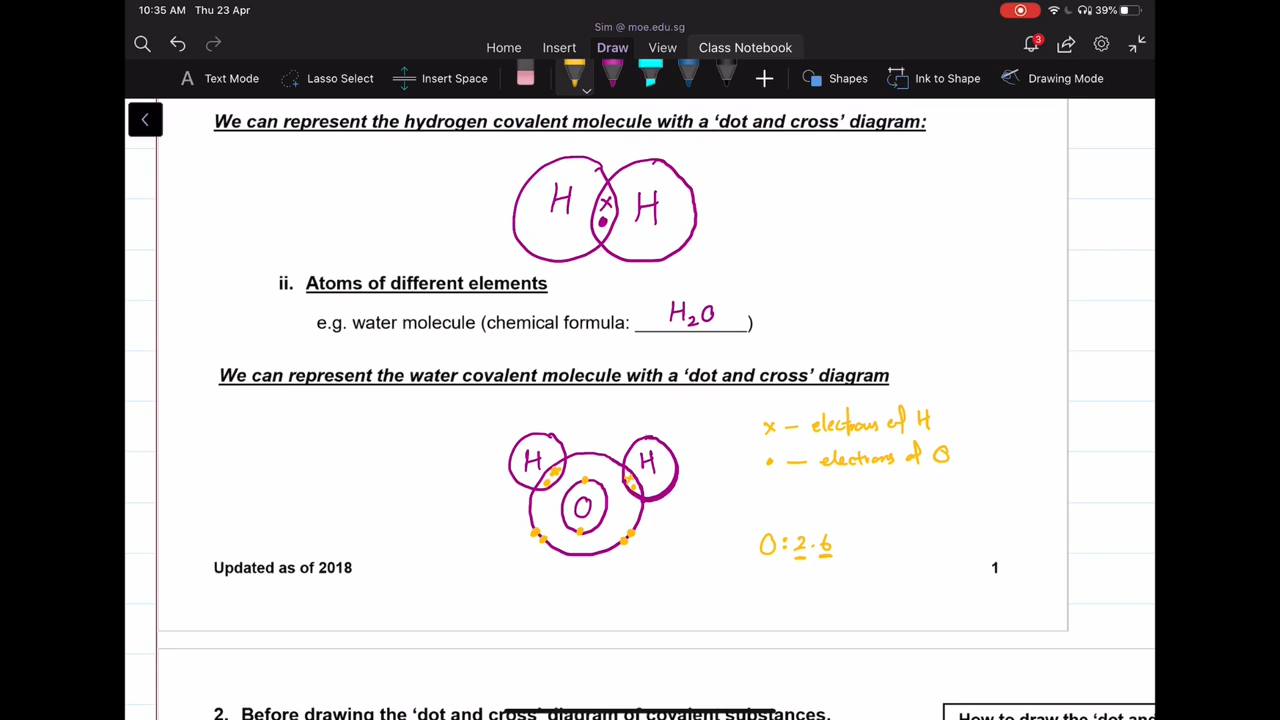 10:35 AM Thu 23 Apr
39%
Sim @ moe.edu.sg
Home Insert Draw View Class Notebook
3
A Text Mode Lasso Select Insert Space Shapes Ink to Shape Drawing Mode
We can represent the hydrogen covalent molecule with a ‘dot and cross’ diagram:
H x H
ii. Atoms of different elements
e.g. water molecule (chemical formula: H₂O)
We can represent the water covalent molecule with a ‘dot and cross’ diagram
x – electrons of H
• – electrons of O
H H
O
O : 2.6
Updated as of 2018 1
2. Before drawing the ‘dot and cross’ diagram of covalent substances.
How to draw the ‘dot and